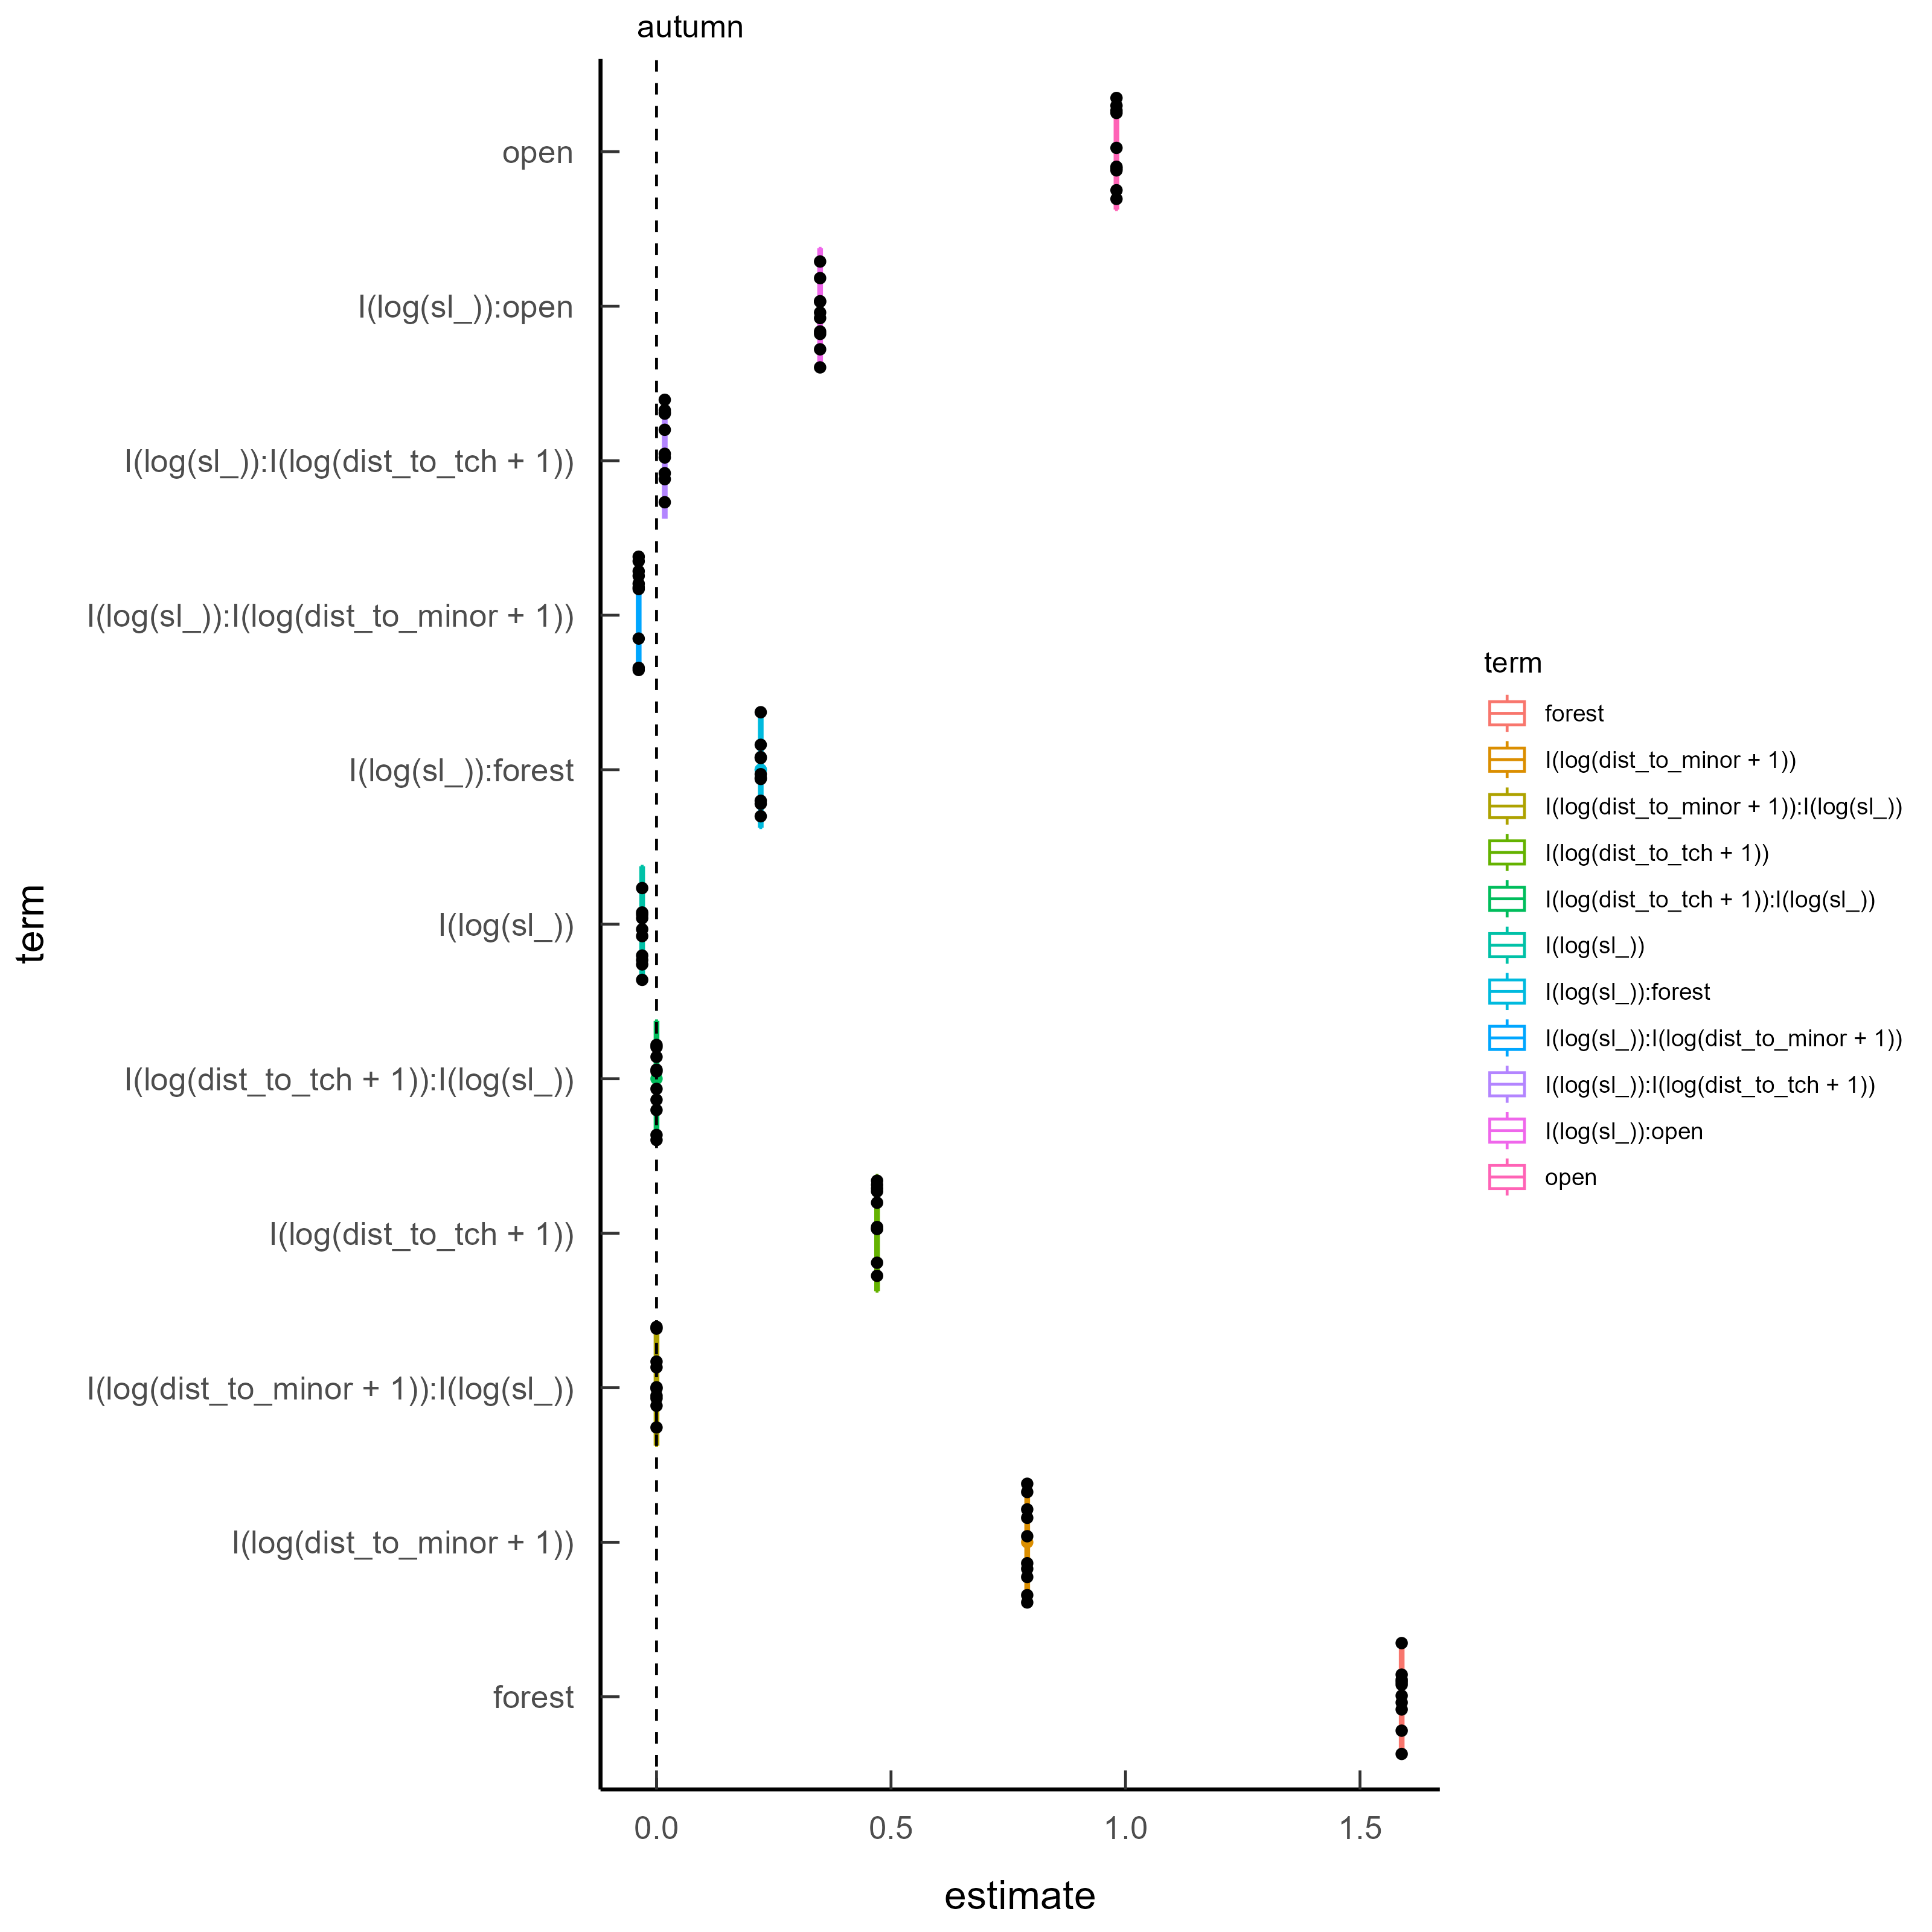 autumn
open
I(log(sl_)):open
I(log(sl_)):I(log(dist_to_tch + 1))
I(log(sl_)):I(log(dist_to_minor + 1))
I(log(sl_)):forest
I(log(sl_))
I(log(dist_to_tch + 1)):I(log(sl_))
I(log(dist_to_tch + 1))
I(log(dist_to_minor + 1)):I(log(sl_))
I(log(dist_to_minor + 1))
forest
term
0.0 0.5 1.0 1.5
estimate
term
forest
I(log(dist_to_minor + 1))
I(log(dist_to_minor + 1)):I(log(sl_))
I(log(dist_to_tch + 1))
I(log(dist_to_tch + 1)):I(log(sl_))
I(log(sl_))
I(log(sl_)):forest
I(log(sl_)):I(log(dist_to_minor + 1))
I(log(sl_)):I(log(dist_to_tch + 1))
I(log(sl_)):open
open